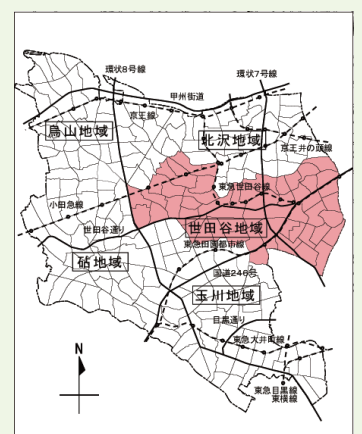 環状8号線
環状7号線
甲州街道
京王線
烏山地域
北沢地域
京王井の頭線
東急世田谷線
小田急線
世田谷通り
世田谷地域
東急田園都市線
砧地域
国道246号
玉川地域
目黒通り
東急大井町線
N
東急目黒線
東横線